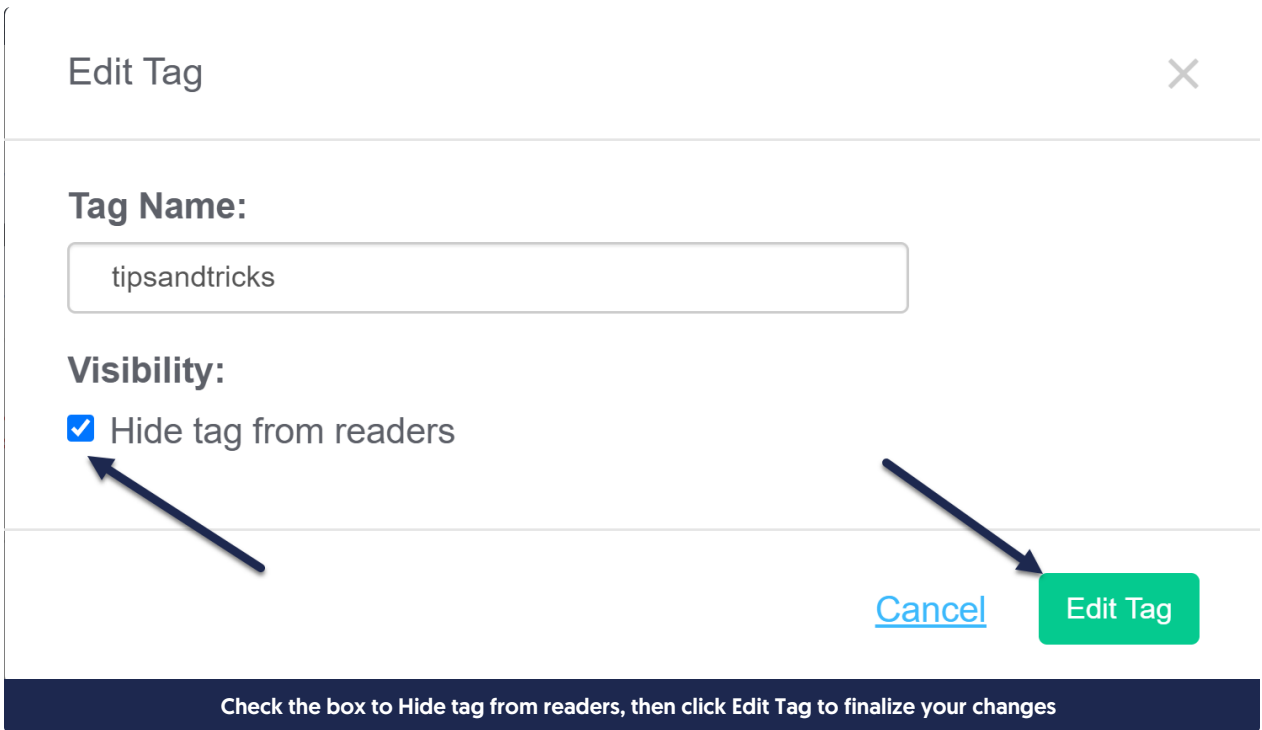 Edit Tag
Tag Name:
tipsandtricks
Visibility:
Hide tag from readers
Cancel
Edit Tag
Check the box to Hide tag from readers, then click Edit Tag to finalize your changes